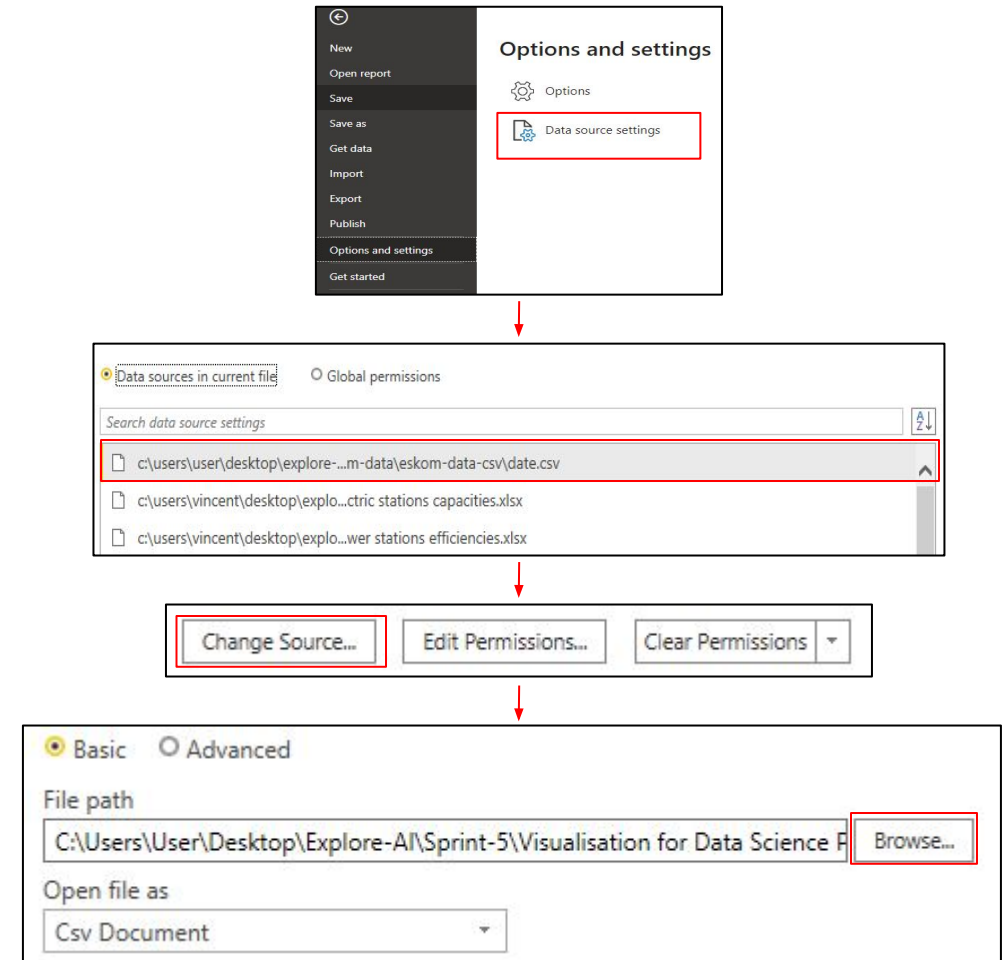 New
Open report
Save
Save as
Get data
Import
Export
Publish
Options and settings
Get started
Options and settings
Options
Data source settings
Data sources in current file Global permissions
Search data source settings
A
Z
c:\users\user\desktop\explore-...m-data\eskom-data-csv\date.csv
c:\users\vincent\desktop\explo...ctric stations capacities.xlsx
c:\users\vincent\desktop\explo...wer stations efficiencies.xlsx
Change Source... Edit Permissions... Clear Permissions
Basic Advanced
File path
C:\Users\User\Desktop\Explore-AI\Sprint-5\Visualisation for Data Science P Browse...
Open file as
Csv Document